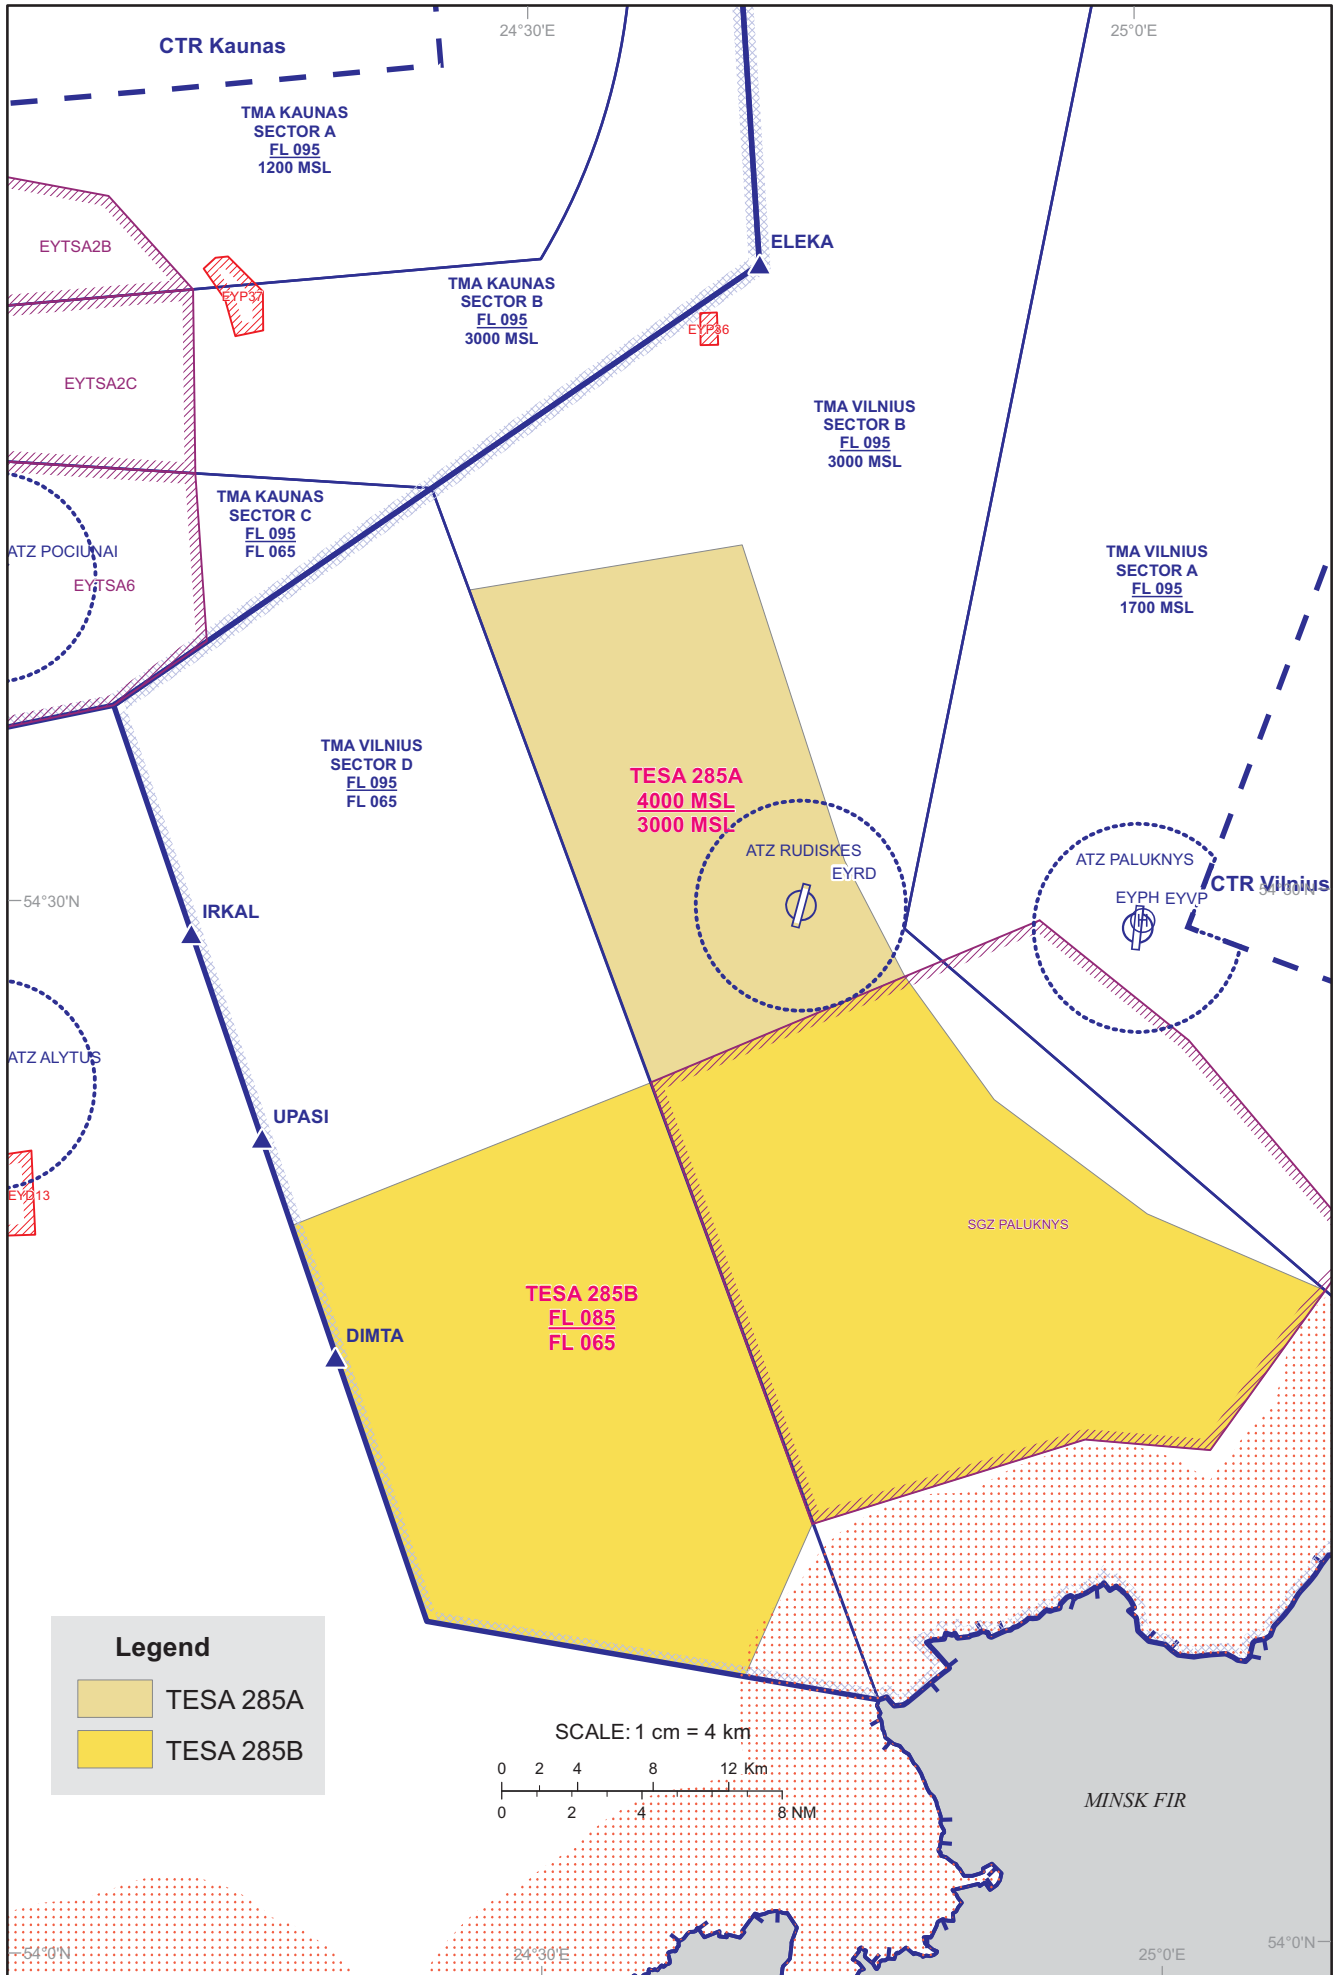 24°30'E
25°0'E
CTR Kaunas
TMA KAUNAS
SECTOR A
FL 095
1200 MSL
EYTSA2B
ELEKA
EYP37
TMA KAUNAS
SECTOR B
FL 095
3000 MSL
EYP36
EYTSA2C
TMA VILNIUS
SECTOR B
FL 095
3000 MSL
TMA KAUNAS
SECTOR C
FL 095
FL 065
ATZ POCIUNAI
EYTSA6
TMA VILNIUS
SECTOR A
FL 095
1700 MSL
TMA VILNIUS
SECTOR D
FL 095
FL 065
TESA 285A
4000 MSL
3000 MSL
ATZ RUDISKES
EYRD
ATZ PALUKNYS
CTR Vilnius
54°30'N
54°30'N
EYPH EYVP
H
IRKAL
ATZ ALYTUS
UPASI
EYD13
SGZ PALUKNYS
TESA 285B
FL 085
FL 065
DIMTA
Legend
TESA 285A
TESA 285B
SCALE: 1 cm = 4 km
0 2 4 8 12 Km
0 2 4 8 NM
MINSK FIR
54°0'N
24°30'E
25°0'E
54°0'N